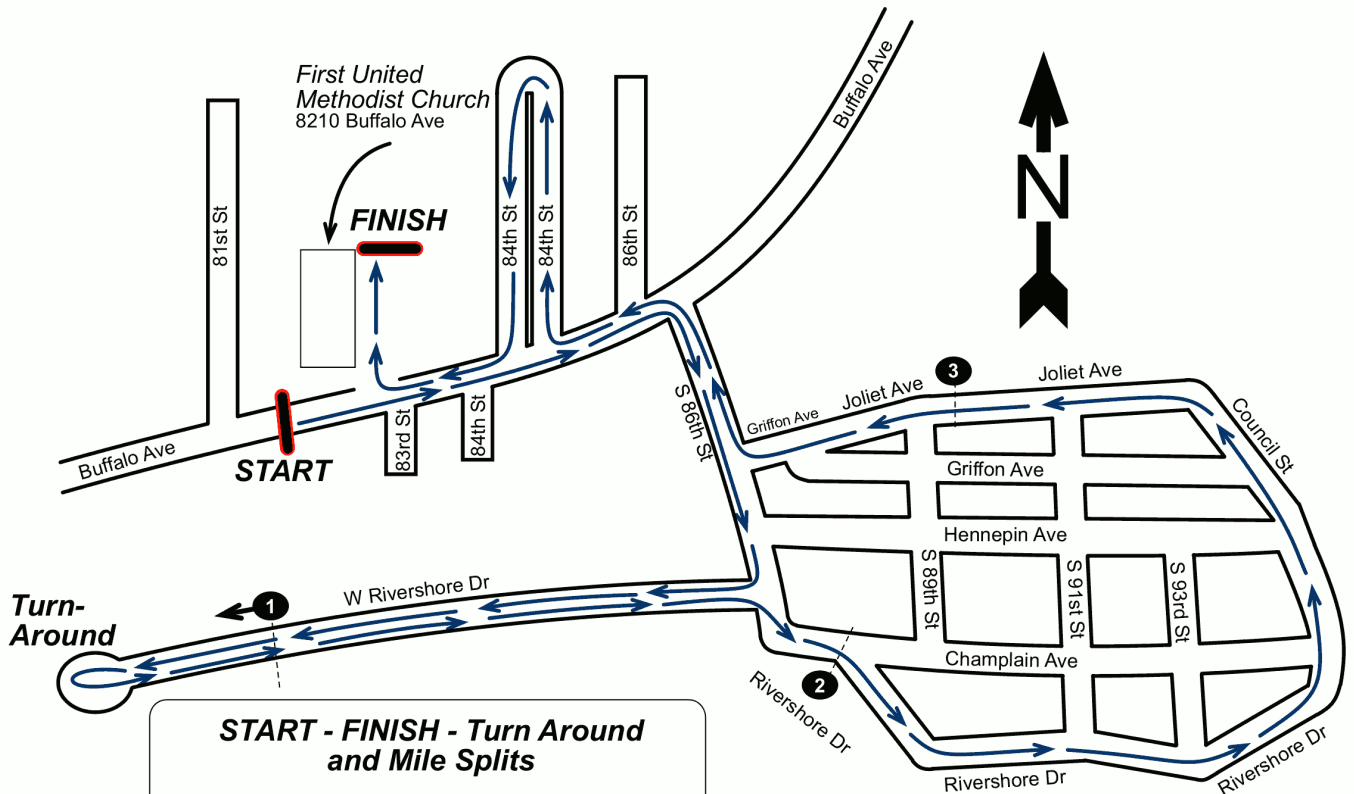 First United
Methodist Church
8210 Buffalo Ave
Buffalo Ave
N
81st St
FINISH
84th St
84th St
86th St
Buffalo Ave
START
83rd St
84th St
S 86th St
Griffon Ave
Joliet Ave
3
Joliet Ave
Council St
Griffon Ave
Hennepin Ave
S 89th St
S 91st St
S 93rd St
Champlain Ave
Turn-
Around
1
W Rivershore Dr
2
Rivershore Dr
Rivershore Dr
Rivershore Dr
START - FINISH - Turn Around
and Mile Splits